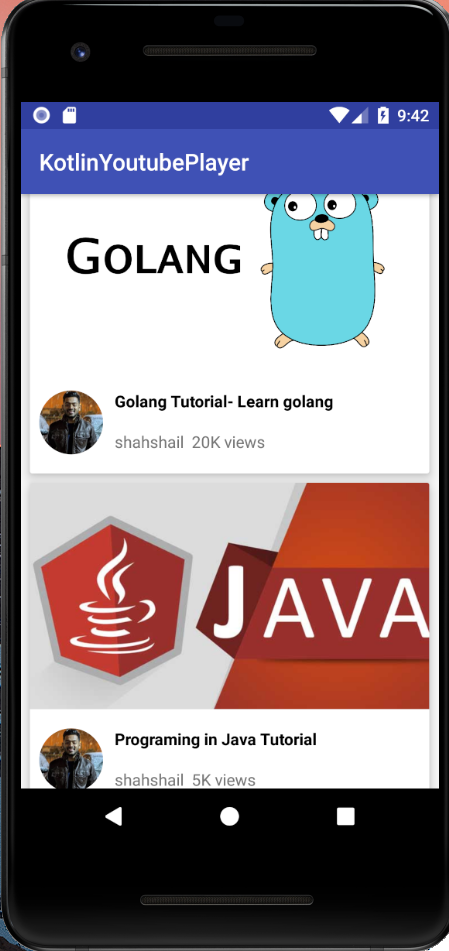 9:42
KotlinYoutubePlayer
GOLANG
Golang Tutorial- Learn golang
shahshail 20K views
JAVA
Programing in Java Tutorial
shahshail 5K views